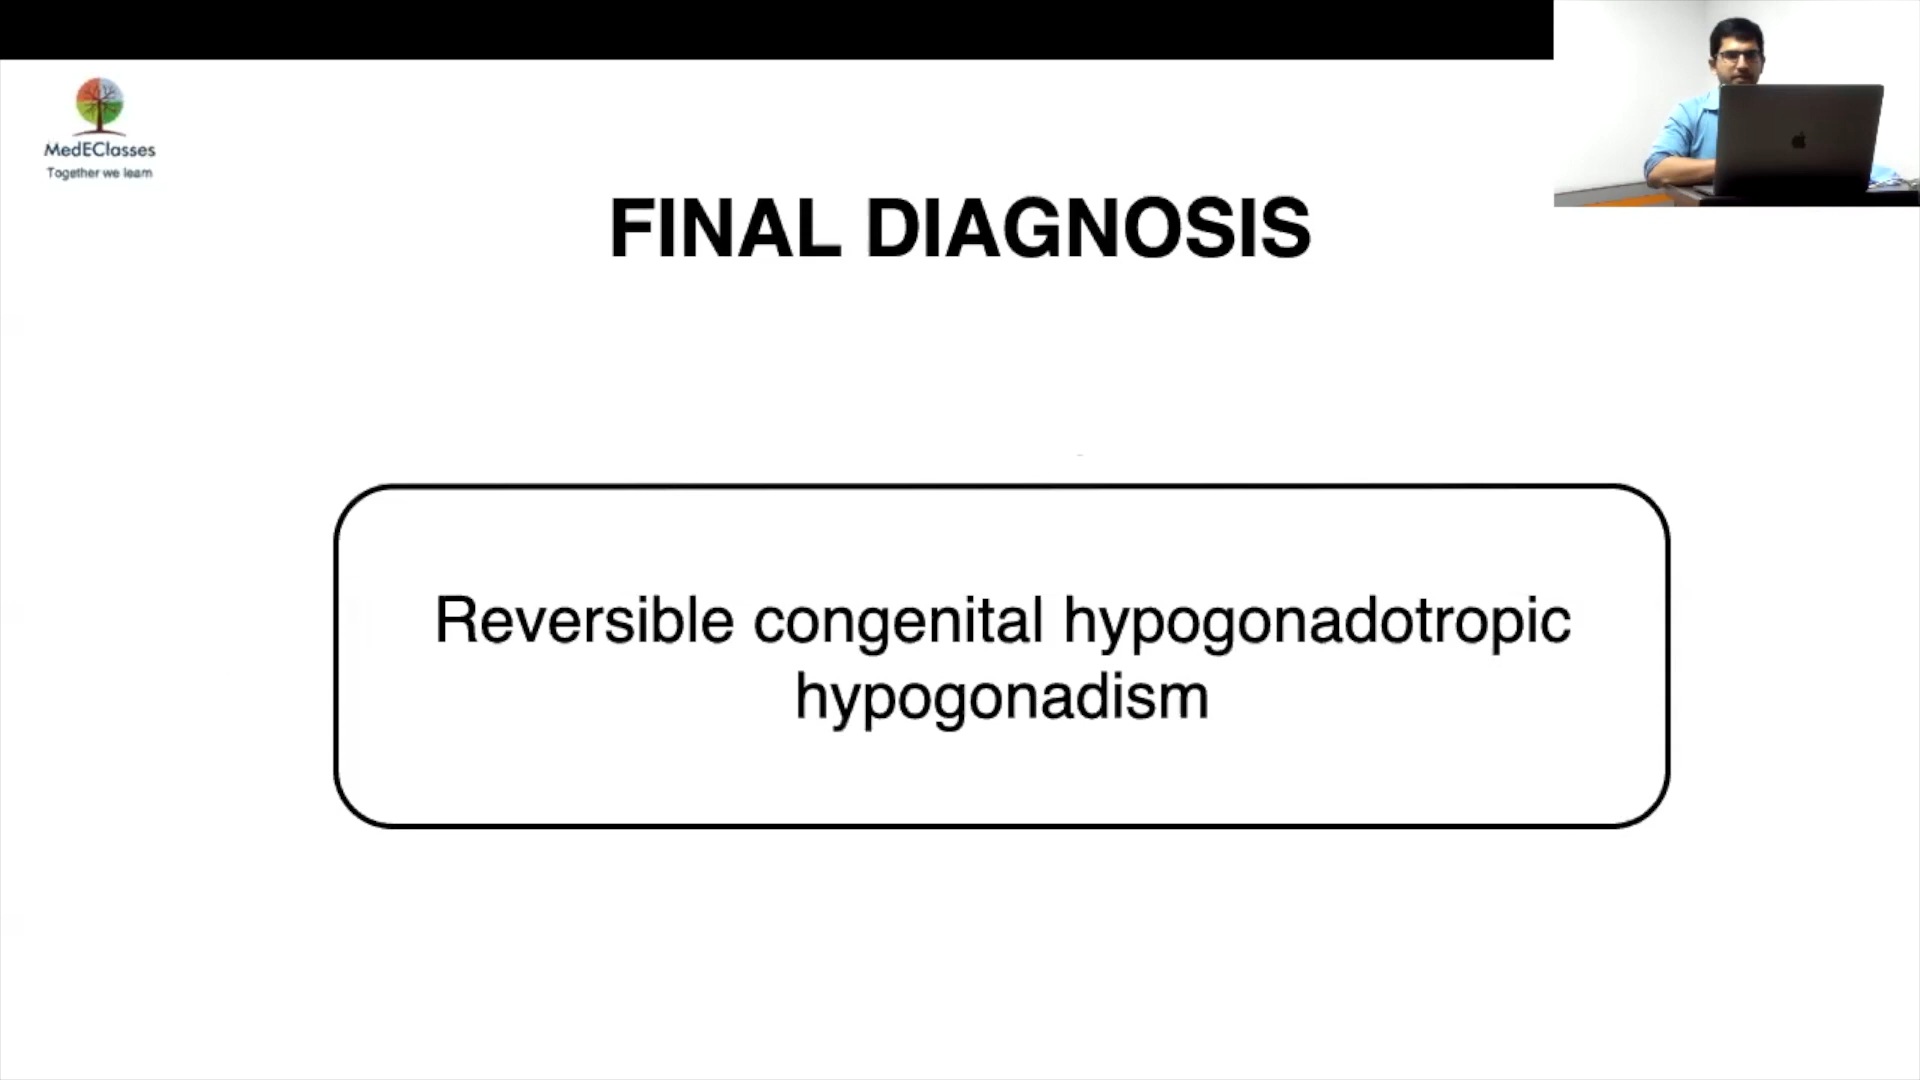 MedEClasses
Together we learn
FINAL DIAGNOSIS
Reversible congenital hypogonadotropic
hypogonadism